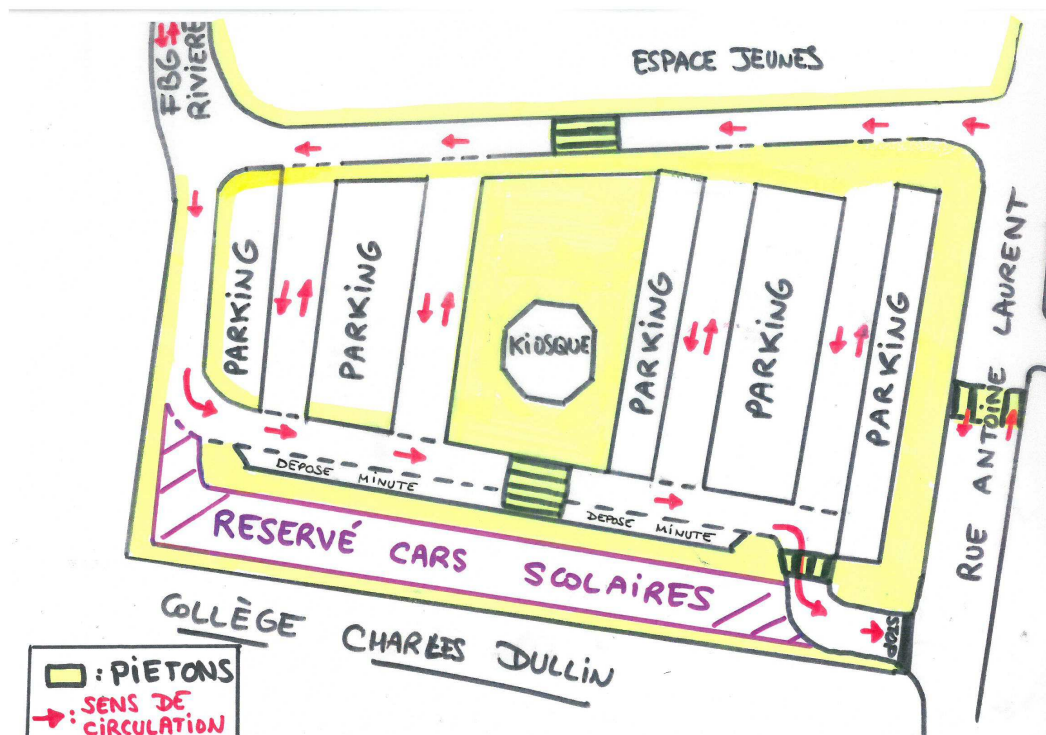 FBG
RIVIERE
ESPACE JEUNES
PARKING
PARKING
KIOSQUE
PARKING
PARKING
PARKING
RUE ANTOINE LAURENT
DEPOSE MINUTE
DEPOSE MINUTE
RESERVÉ CARS SCOLAIRES
STOP
COLLÈGE CHARLES DULLIN
: PIETONS
: SENS DE
CIRCULATION